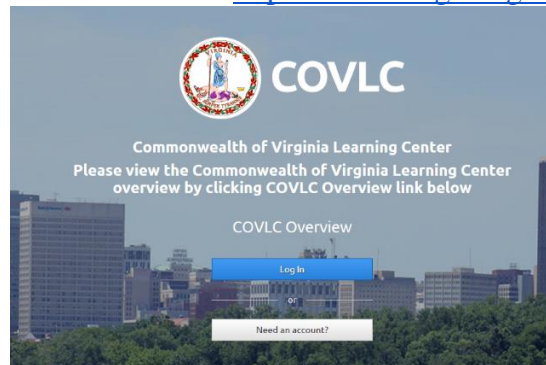 COVLC
Commonwealth of Virginia Learning Center
Please view the Commonwealth of Virginia Learning Center
overview by clicking COVLC Overview link below
COVLC Overview
Log In
or
Need an account?